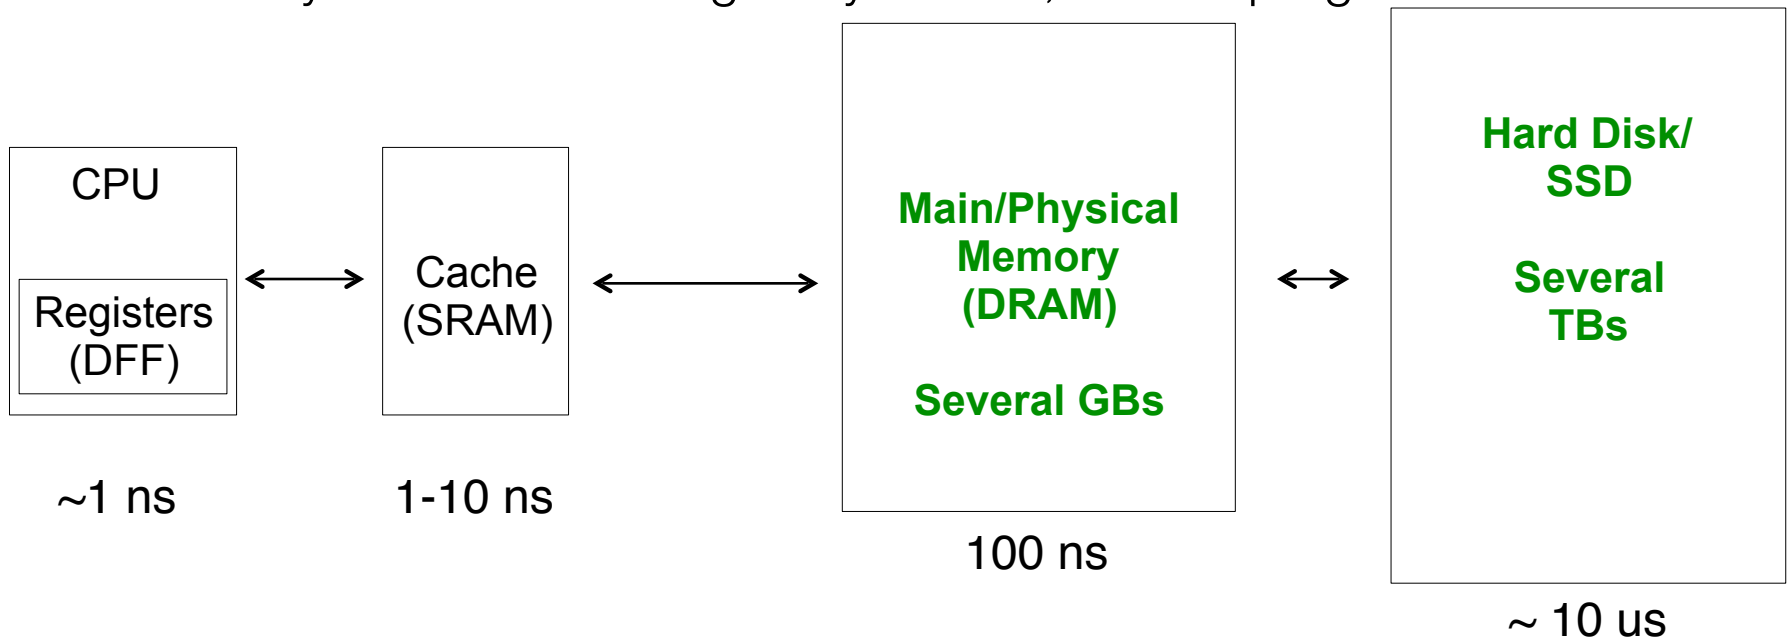 CPU
Registers
(DFF)
~1 ns
Cache
(SRAM)
1-10 ns
Main/Physical
Memory
(DRAM)
Several GBs
100 ns
Hard Disk/
SSD
Several
TBs
~ 10 us